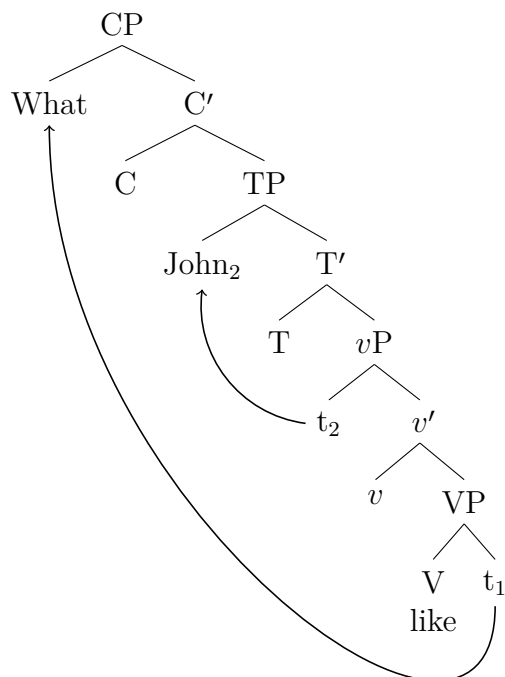 CP
What C′
C TP
John₂ T′
T vP
t₂ v′
v VP
V t₁
like